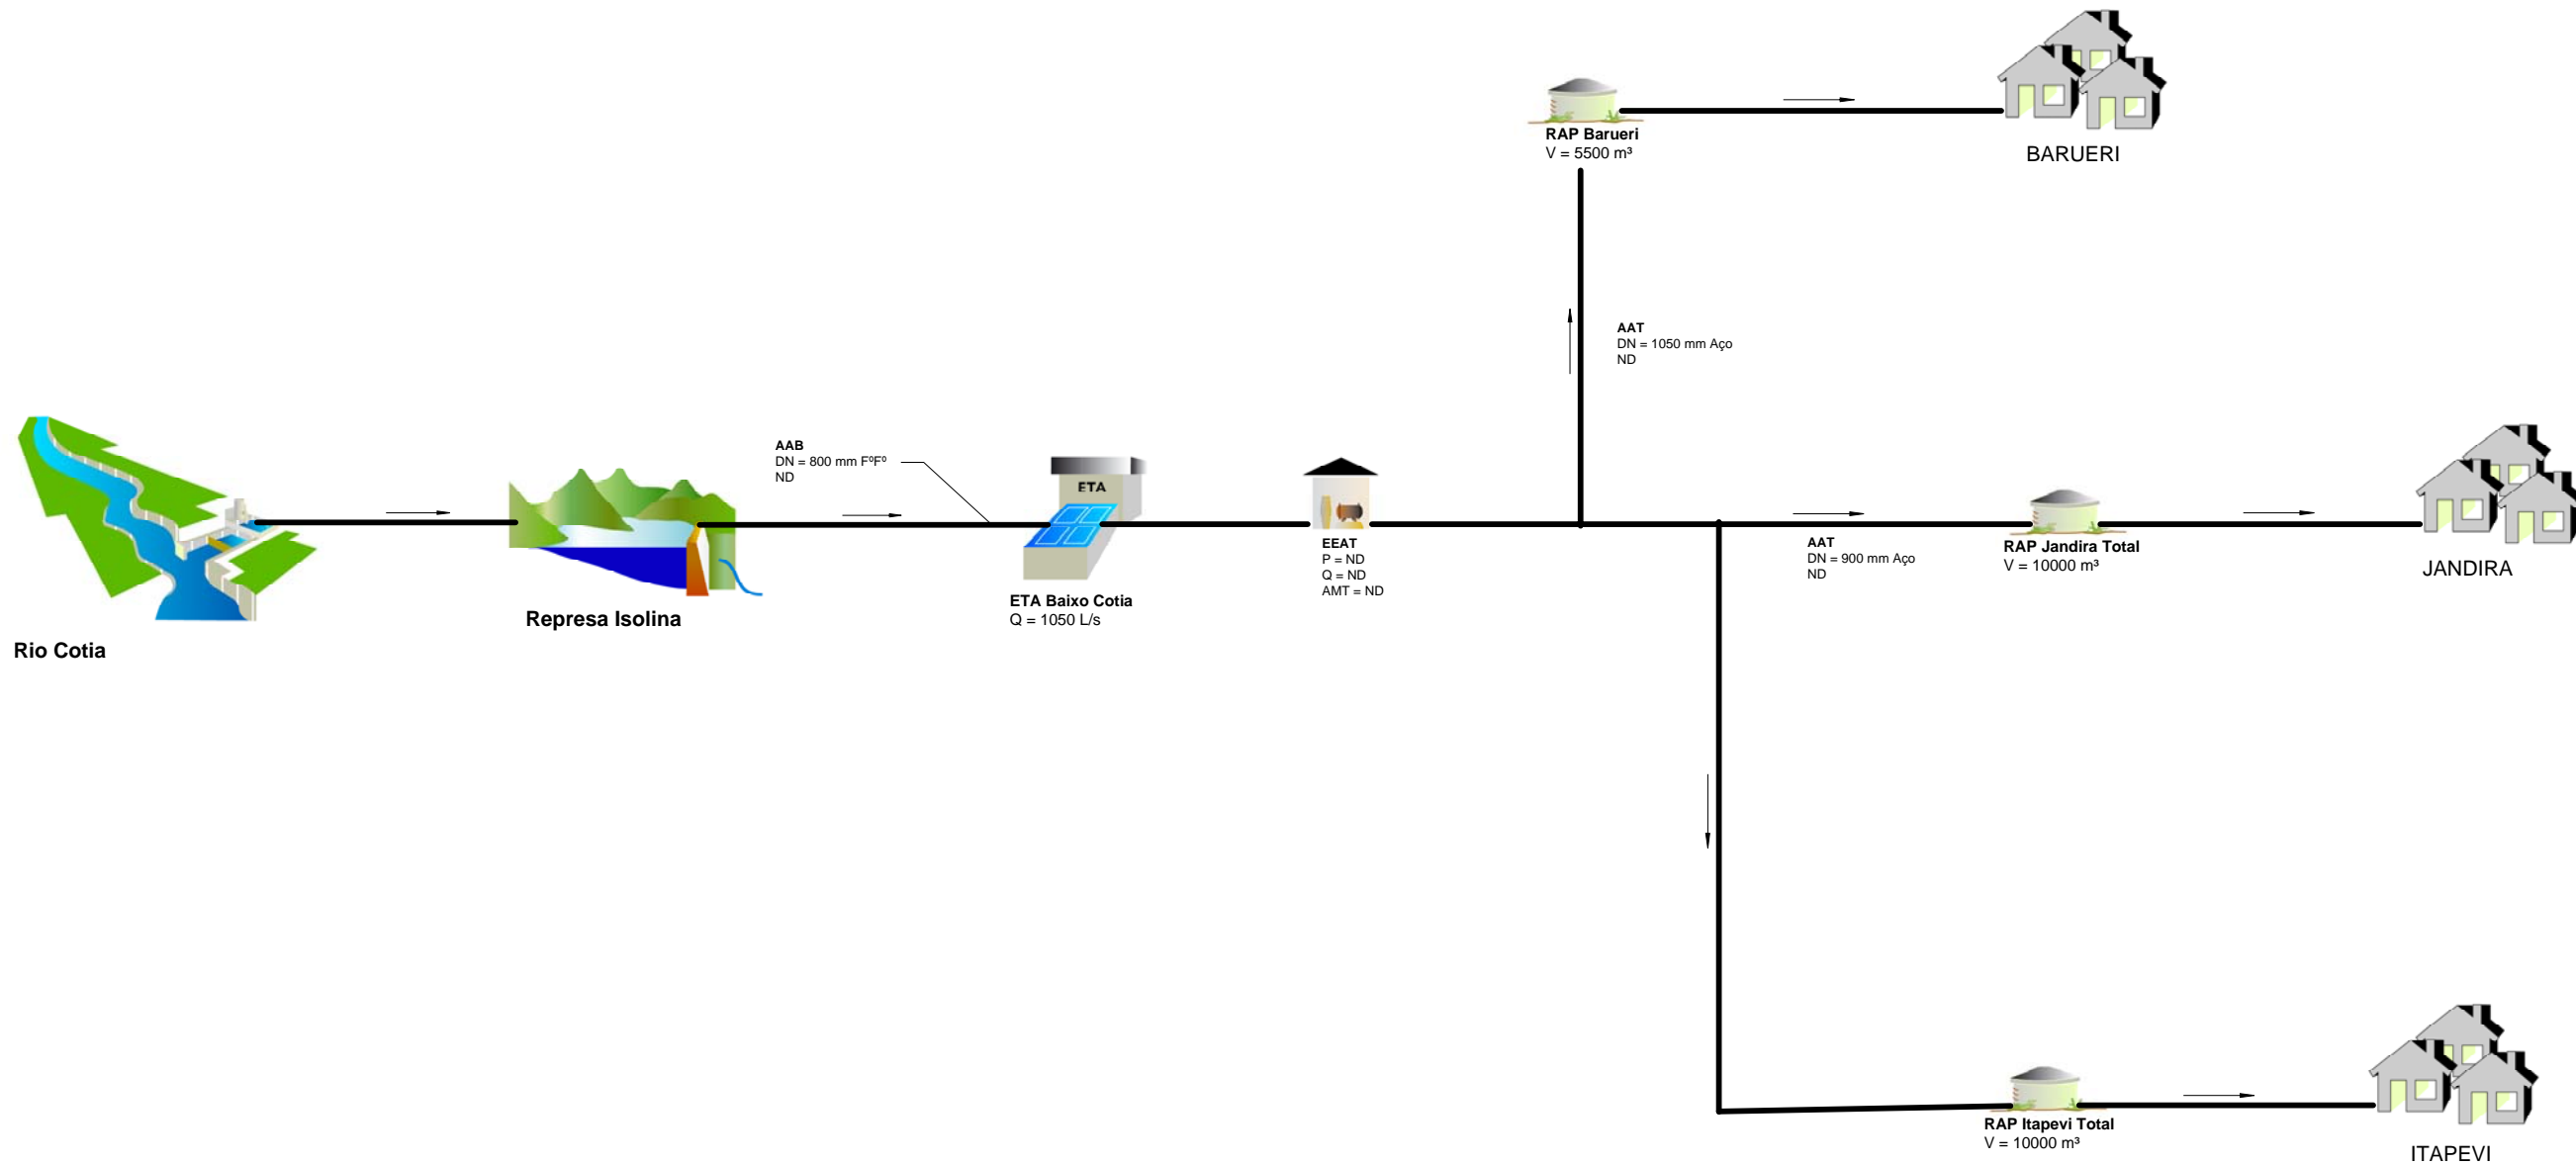 RAP Barueri
V = 5500 m³
BARUERI
AAT
DN = 1050 mm Aço
ND
AAB
DN = 800 mm FºFº
ND
ETA
EEAT
P = ND
Q = ND
AMT = ND
AAT
DN = 900 mm Aço
ND
RAP Jandira Total
V = 10000 m³
JANDIRA
ETA Baixo Cotia
Q = 1050 L/s
Represa Isolina
Rio Cotia
RAP Itapevi Total
V = 10000 m³
ITAPEVI